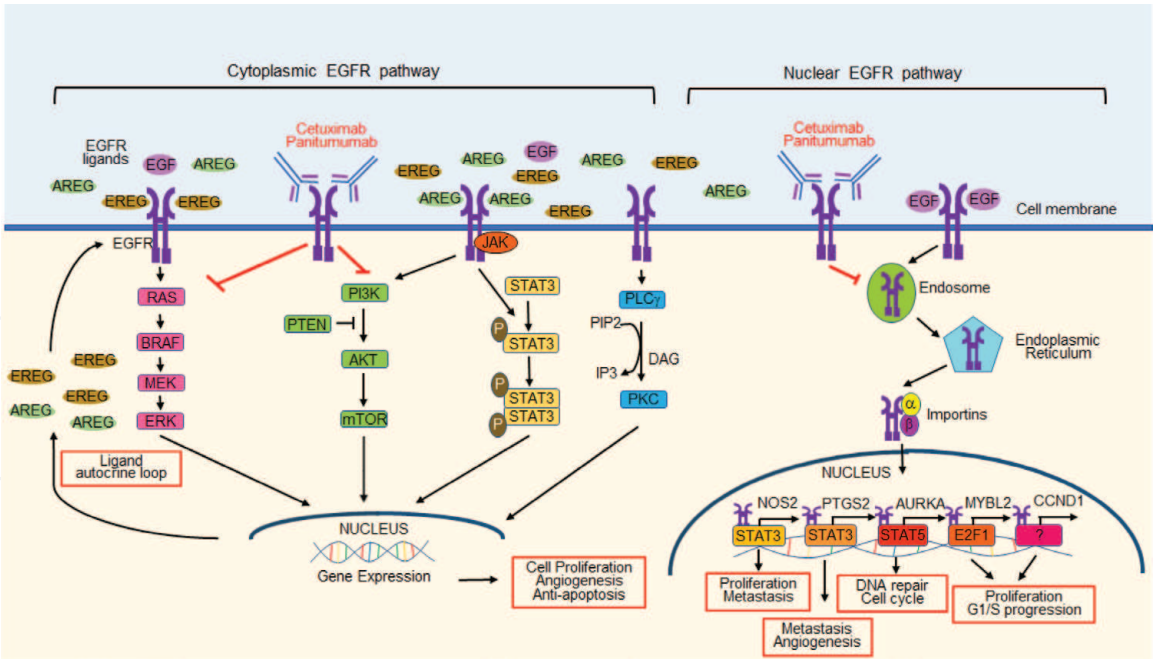 Cytoplasmic EGFR pathway
Nuclear EGFR pathway
EGFR
ligands
EGF
AREG
AREG
EREG
EREG
Cetuximab
Panitumumab
EREG
AREG
EGF
EREG
AREG
AREG
AREG
EREG
EREG
AREG
Cetuximab
Panitumumab
EGF
EGF
Cell membrane
EGFR
JAK
RAS
BRAF
MEK
ERK
PI3K
PTEN
AKT
mTOR
STAT3
P
STAT3
P
STAT3
P
STAT3
PLCγ
PIP2
DAG
IP3
PKC
EREG
EREG
EREG
AREG
AREG
Ligand
autocrine loop
NUCLEUS
Gene Expression
Cell Proliferation
Angiogenesis
Anti-apoptosis
Endosome
Endoplasmic
Reticulum
α
β
Importins
NUCLEUS
NOS2
PTGS2
AURKA
MYBL2
CCND1
STAT3
STAT3
STAT5
E2F1
?
Proliferation
Metastasis
Metastasis
Angiogenesis
DNA repair
Cell cycle
Proliferation
G1/S progression